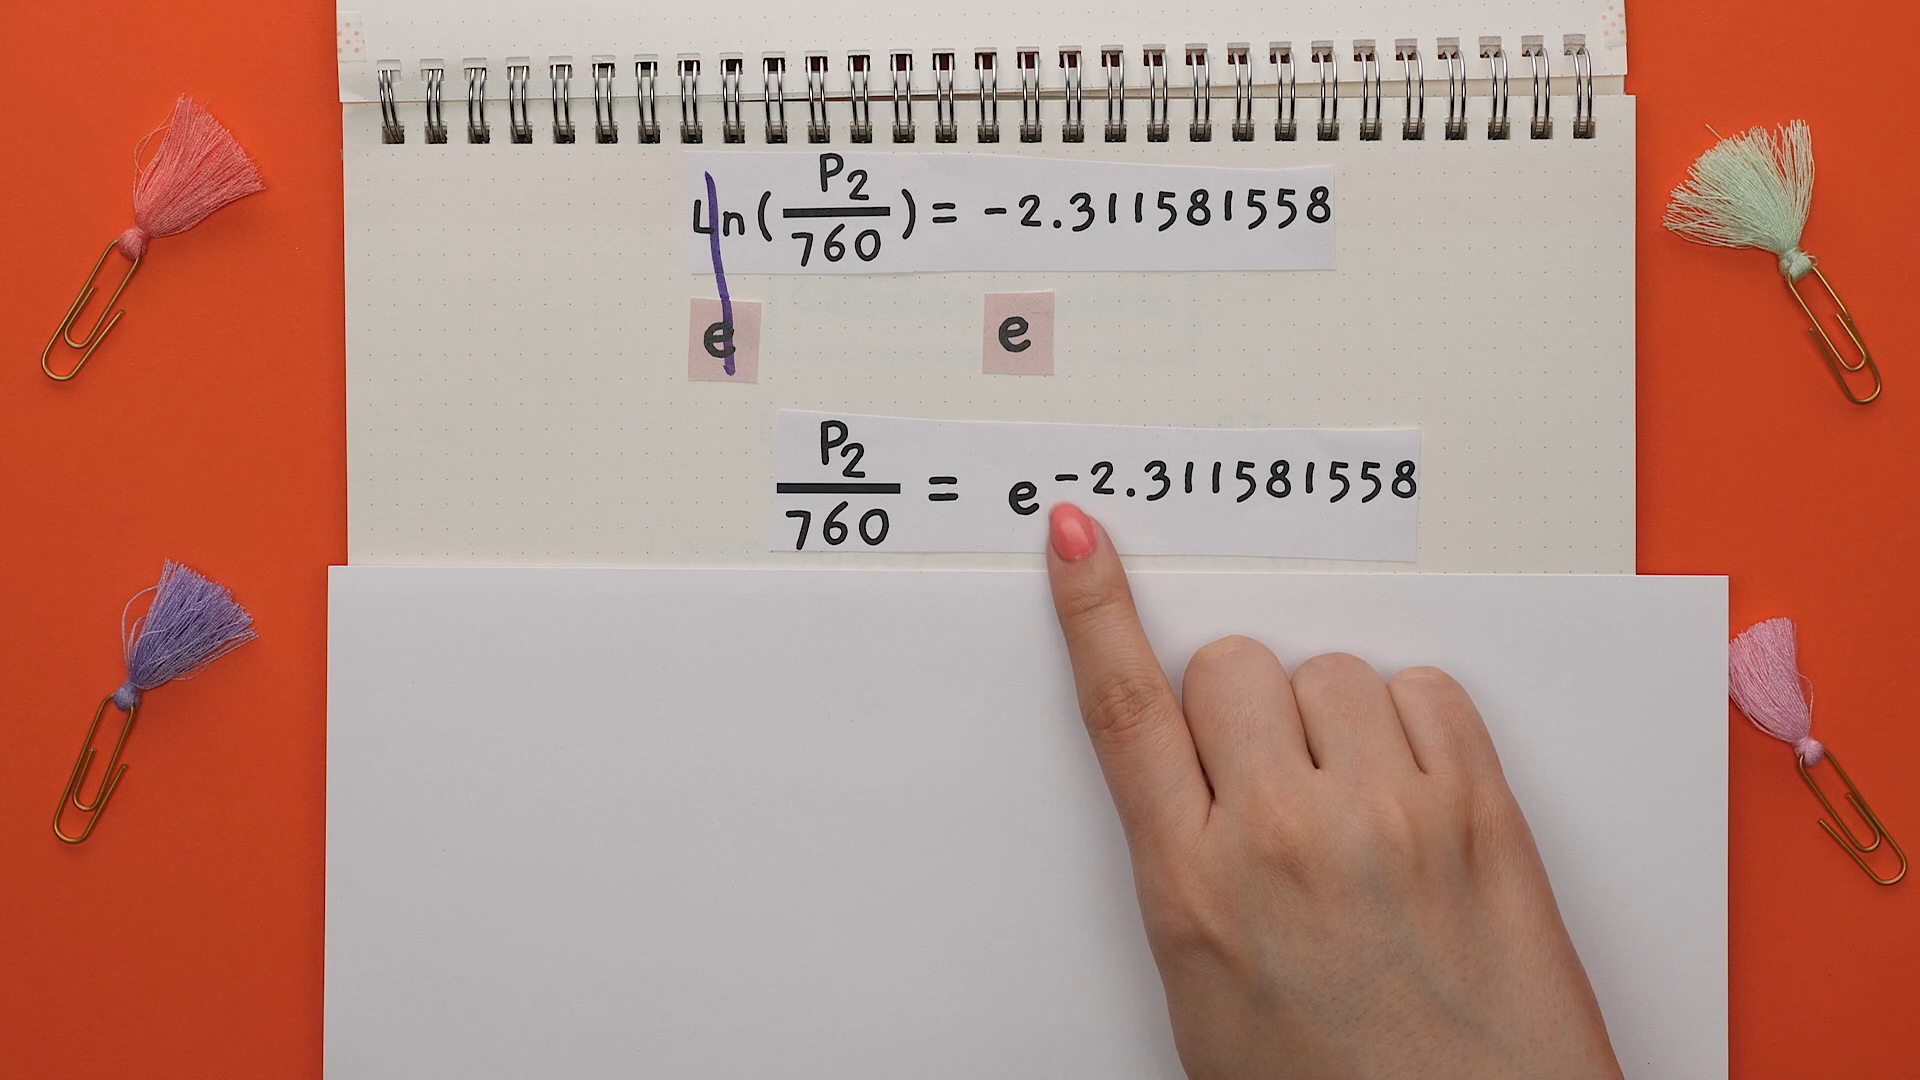 Ln(P2/760) = -2.311581558
e e
P2/760 = e^-2.311581558